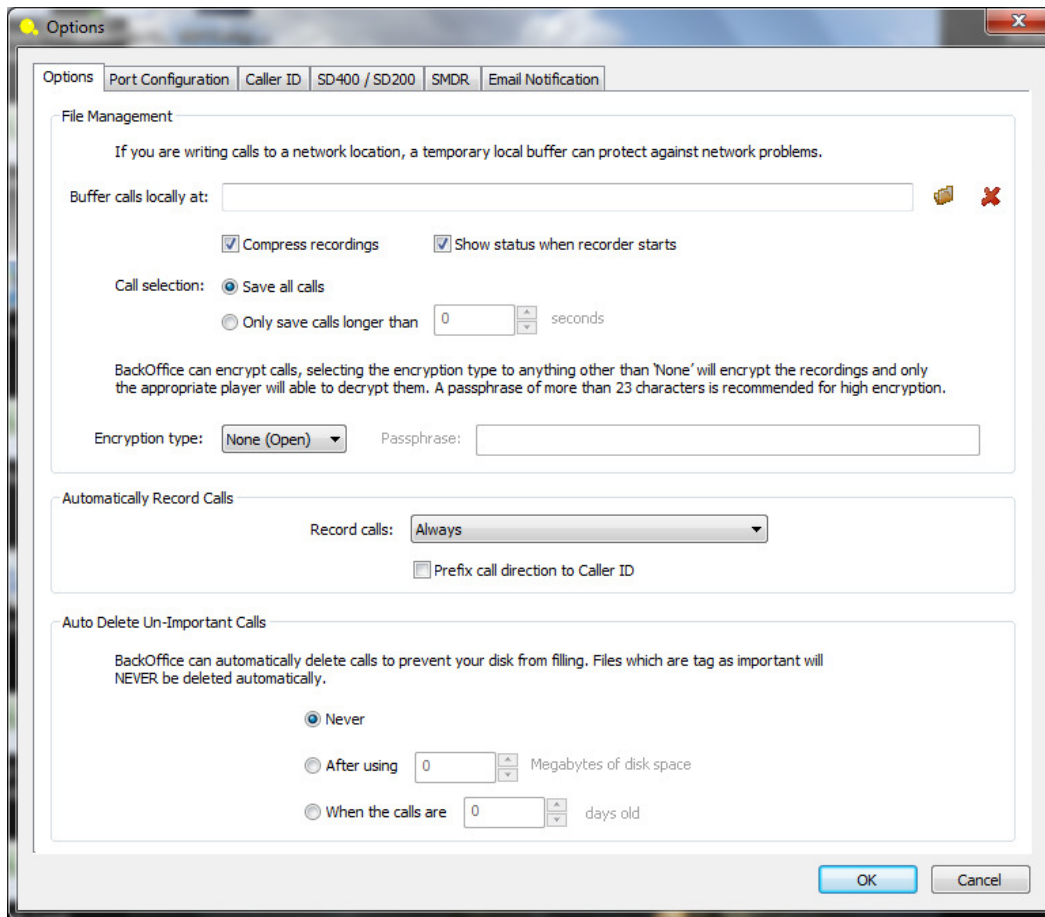 Options
Options Port Configuration Caller ID SD400 / SD200 SMDR Email Notification
File Management
If you are writing calls to a network location, a temporary local buffer can protect against network problems.
Buffer calls locally at:
Compress recordings Show status when recorder starts
Call selection: Save all calls
Only save calls longer than 0 seconds
BackOffice can encrypt calls, selecting the encryption type to anything other than 'None' will encrypt the recordings and only
the appropriate player will able to decrypt them. A passphrase of more than 23 characters is recommended for high encryption.
Encryption type: None (Open) Passphrase:
Automatically Record Calls
Record calls: Always
Prefix call direction to Caller ID
Auto Delete Un-Important Calls
BackOffice can automatically delete calls to prevent your disk from filling. Files which are tag as important will
NEVER be deleted automatically.
Never
After using 0 Megabytes of disk space
When the calls are 0 days old
OK Cancel